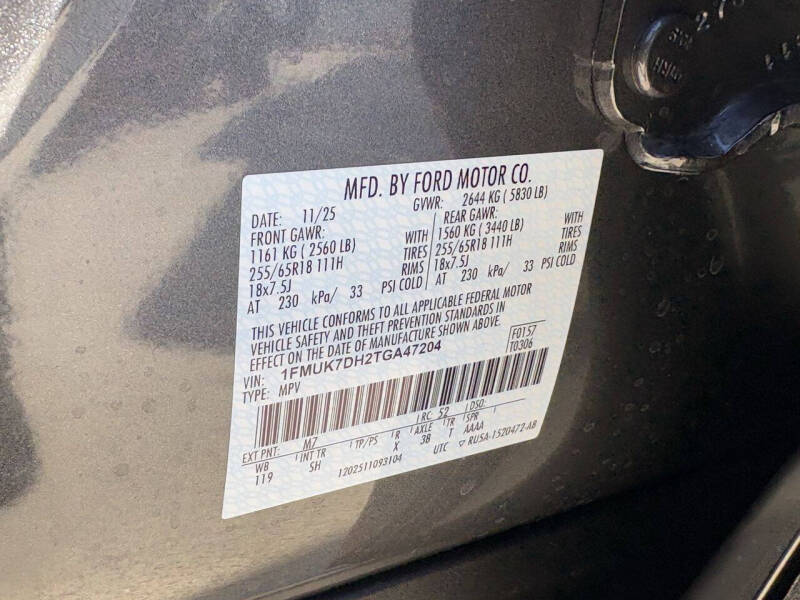 MFD. BY FORD MOTOR CO.
DATE: 11/25 GVWR: 2644 KG ( 5830 LB)
FRONT GAWR: REAR GAWR:
1161 KG ( 2560 LB) WITH 1560 KG ( 3440 LB) WITH
255/65R18 111H TIRES 255/65R18 111H TIRES
18x7.5J RIMS 18x7.5J RIMS
AT 230 kPa/ 33 PSI COLD AT 230 kPa/ 33 PSI COLD
THIS VEHICLE CONFORMS TO ALL APPLICABLE FEDERAL MOTOR
VEHICLE SAFETY AND THEFT PREVENTION STANDARDS IN
EFFECT ON THE DATE OF MANUFACTURE SHOWN ABOVE.
VIN: 1FMUK7DH2TGA47204 F0157
TYPE: MPV T0306
EXT PNT: M7 RC: 52 DSO:
WB INT TR TP/PS R AXLE TR SPR
119 SH X 3B T AAAA
1202511093104 UTC ▽ RU5A-1520472-AB